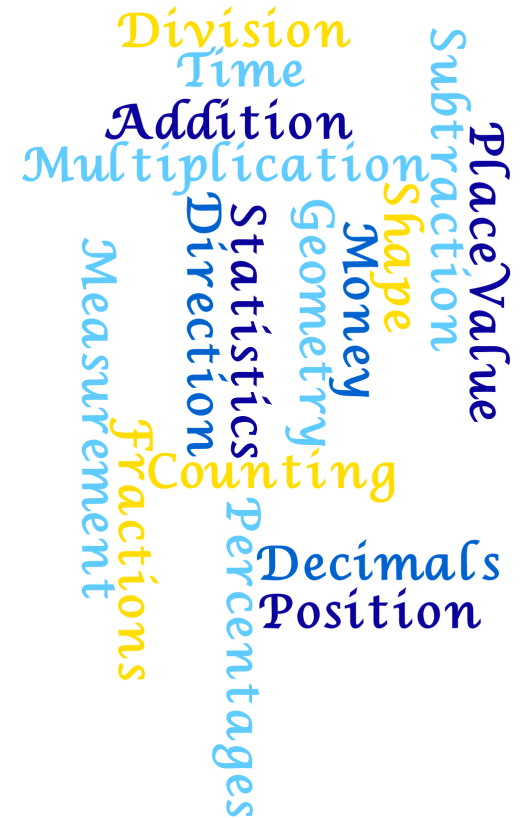 Division
Time
Addition
Multiplication
Subtraction
PlaceValue
Shape
Direction
Statistics
Geometry
Money
Measurement
Fractions
Counting
Percentages
Decimals
Position